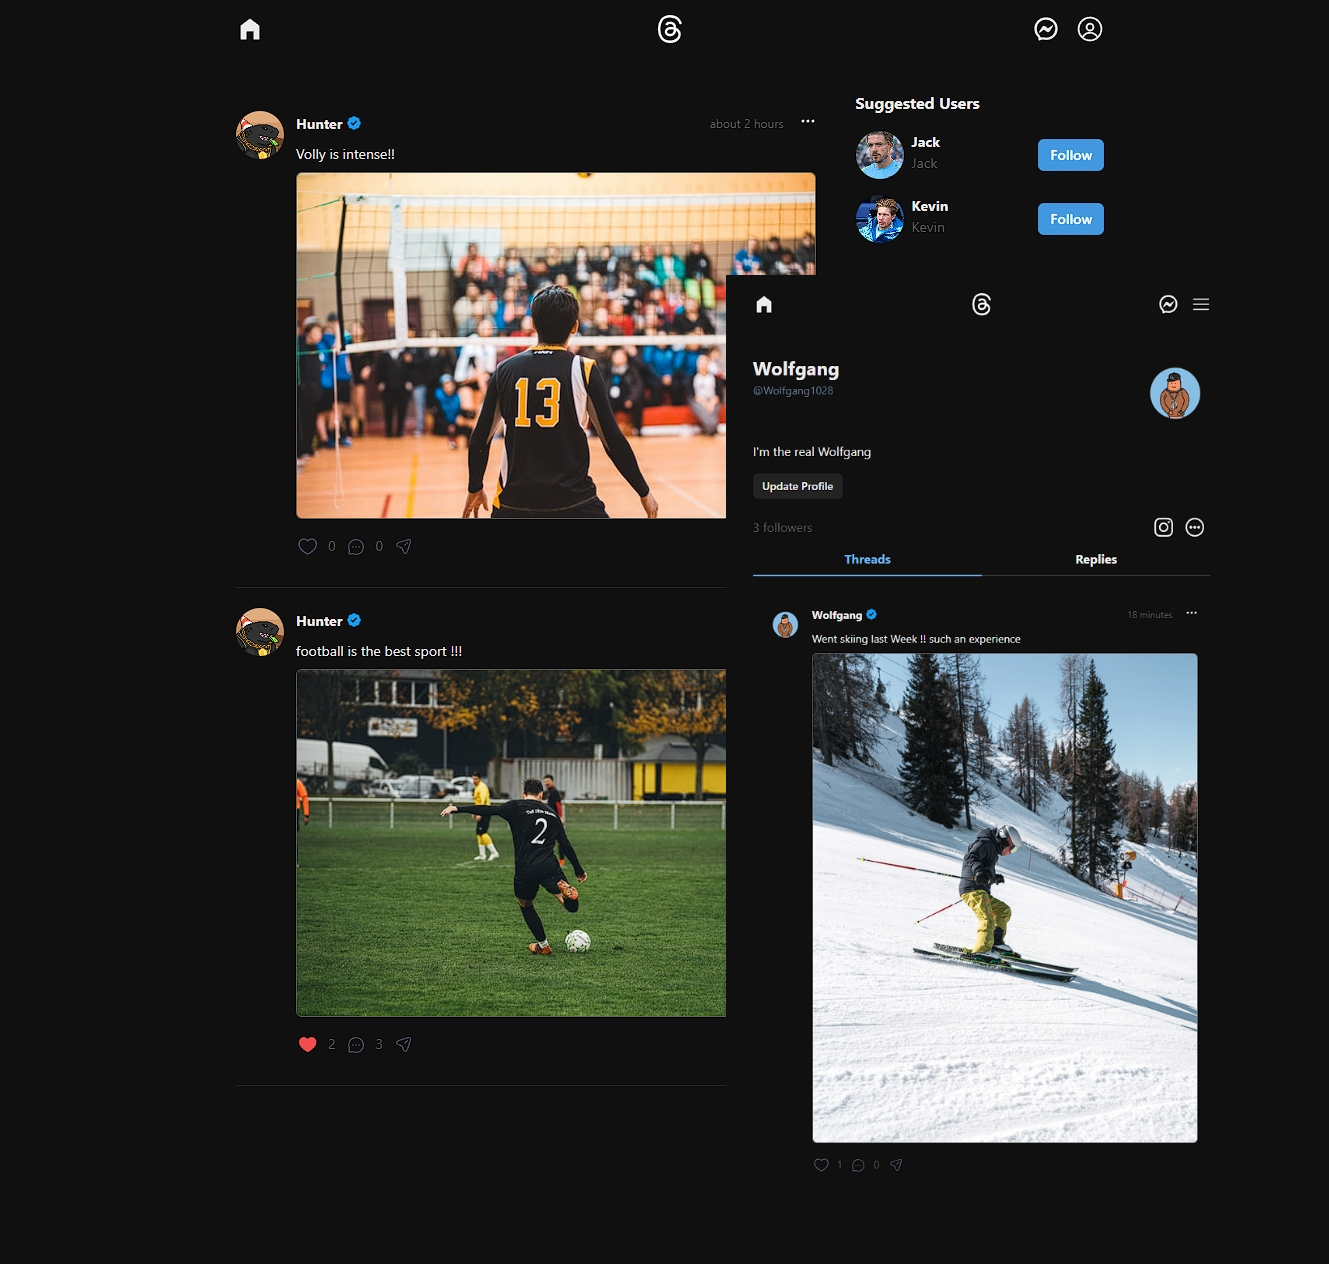 Hunter
about 2 hours
Volly is intense!!
13
0 0
Hunter
football is the best sport !!!
2
2 3
Suggested Users
Jack
Jack
Follow
Kevin
Kevin
Follow
Wolfgang
@Wolfgang1028
I'm the real Wolfgang
Update Profile
3 followers
Threads Replies
Wolfgang
18 minutes
Went skiing last Week !! such an experience
1 0